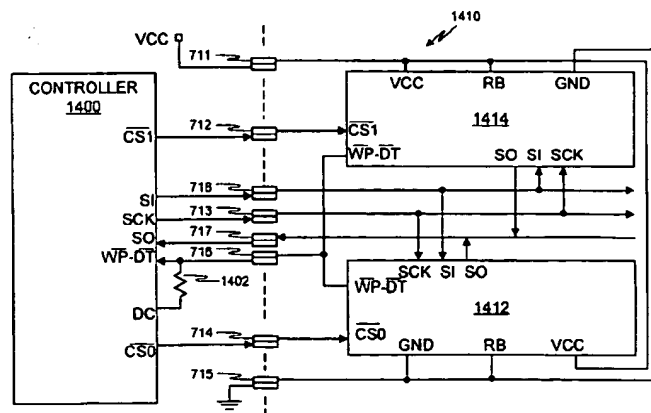 1410
VCC
711
CONTROLLER
1400
VCC
RB
GND
CS1
712
CS1
1414
WP-DT
SO
SI
SCK
718
SI
713
SCK
717
SO
716
WP-DT
SCK
SI
SO
WP-DT
1402
1412
DC
714
CS0
CS0
GND
RB
VCC
715